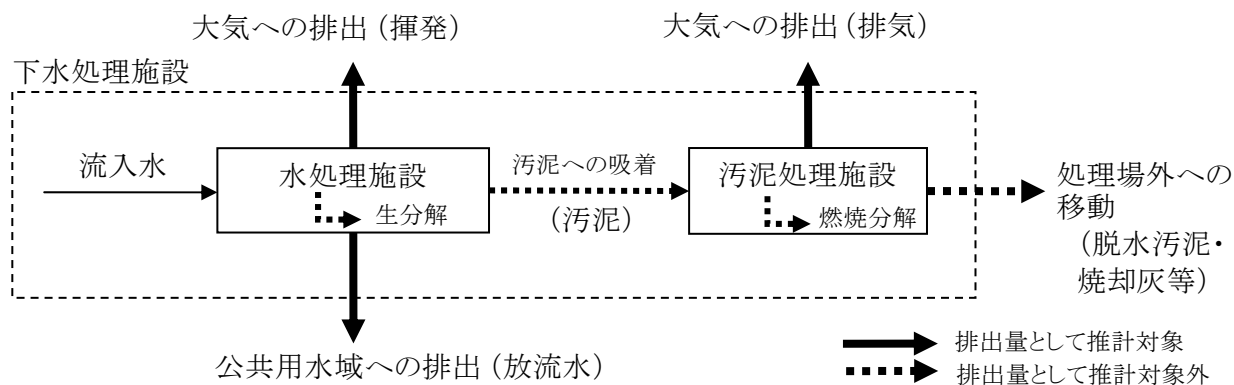 大気への排出（揮発）
大気への排出（排気）
下水処理施設
流入水
水処理施設
生分解
汚泥への吸着
（汚泥）
汚泥処理施設
燃焼分解
処理場外への
移動
（脱水汚泥・
焼却灰等）
公共用水域への排出（放流水）
排出量として推計対象
排出量として推計対象外